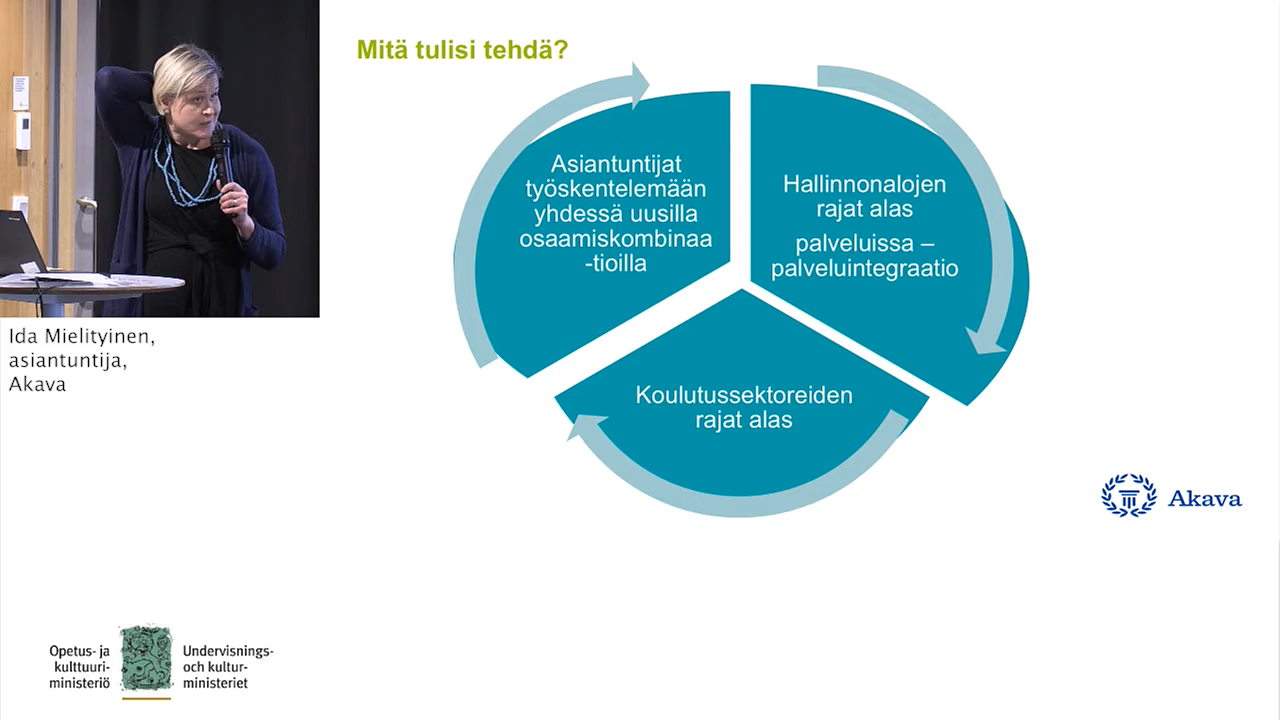 Mitä tulisi tehdä?
Asiantuntijat
työskentelemään
yhdessä uusilla
osaamiskombinaa
-tioilla
Hallinnonalojen
rajat alas
palveluissa –
palveluintegraatio
Koulutussektoreiden
rajat alas
Ida Mielityinen,
asiantuntija,
Akava
Akava
Opetus- ja
kulttuuri-
ministeriö
Undervisnings-
och kultur-
ministeriet